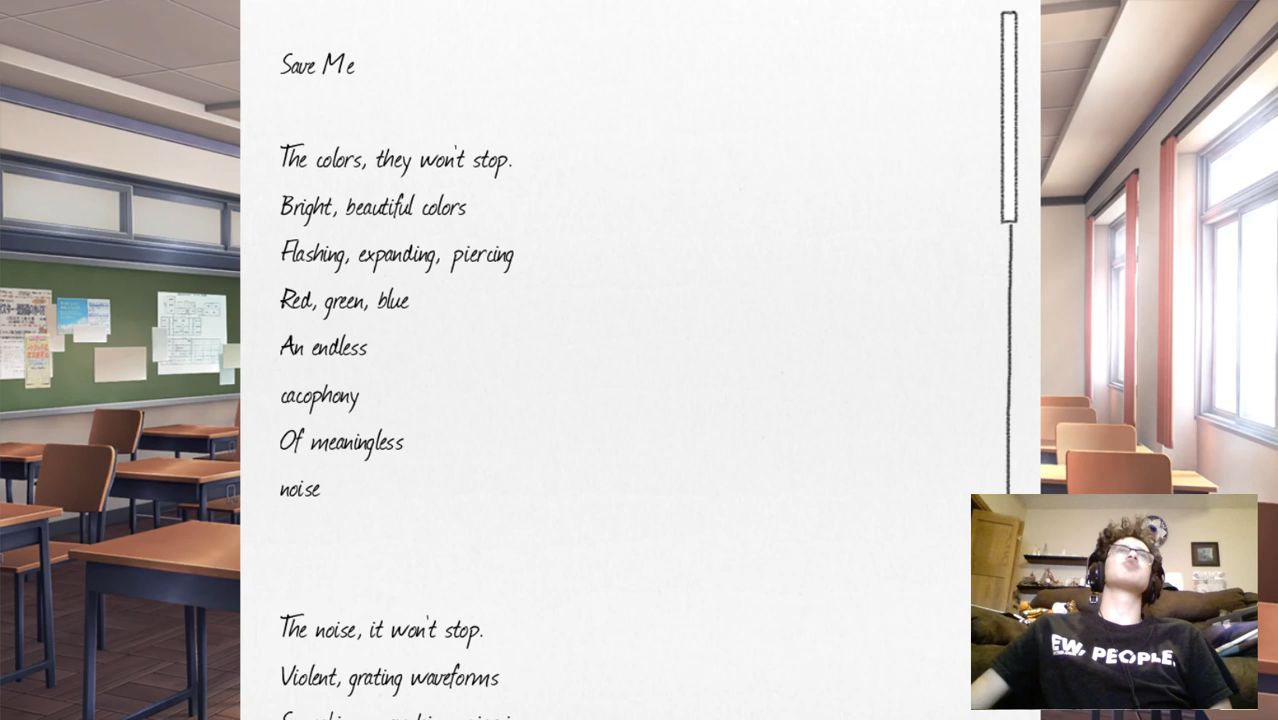 Save Me
The colors, they won't stop.
Bright, beautiful colors
Flashing, expanding, piercing
Red, green, blue
An endless
cacophony
Of meaningless
noise
The noise, it won't stop.
Violent, grating waveforms
EW, PEOPLE.